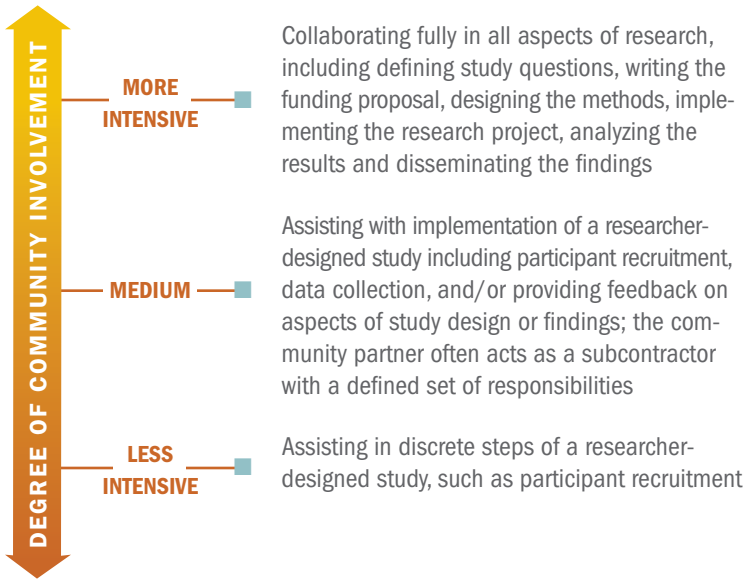 DEGREE OF COMMUNITY INVOLVEMENT
MORE
INTENSIVE
Collaborating fully in all aspects of research,
including defining study questions, writing the
funding proposal, designing the methods, imple-
menting the research project, analyzing the
results and disseminating the findings
MEDIUM
Assisting with implementation of a researcher-
designed study including participant recruitment,
data collection, and/or providing feedback on
aspects of study design or findings; the com-
munity partner often acts as a subcontractor
with a defined set of responsibilities
LESS
INTENSIVE
Assisting in discrete steps of a researcher-
designed study, such as participant recruitment